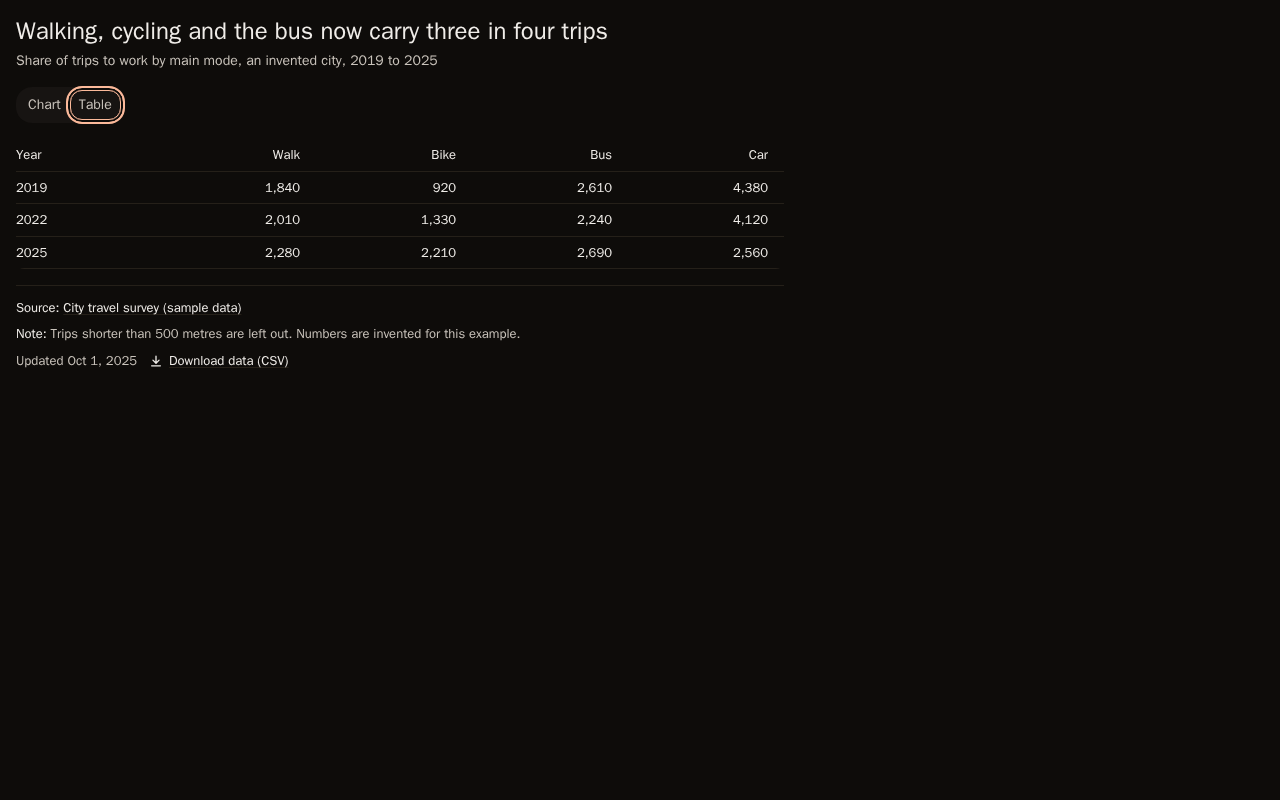 Walking, cycling and the bus now carry three in four trips
Share of trips to work by main mode, an invented city, 2019 to 2025
Chart Table
Year Walk Bike Bus Car
2019 1,840 920 2,610 4,380
2022 2,010 1,330 2,240 4,120
2025 2,280 2,210 2,690 2,560
Source: City travel survey (sample data)
Note: Trips shorter than 500 metres are left out. Numbers are invented for this example.
Updated Oct 1, 2025 Download data (CSV)